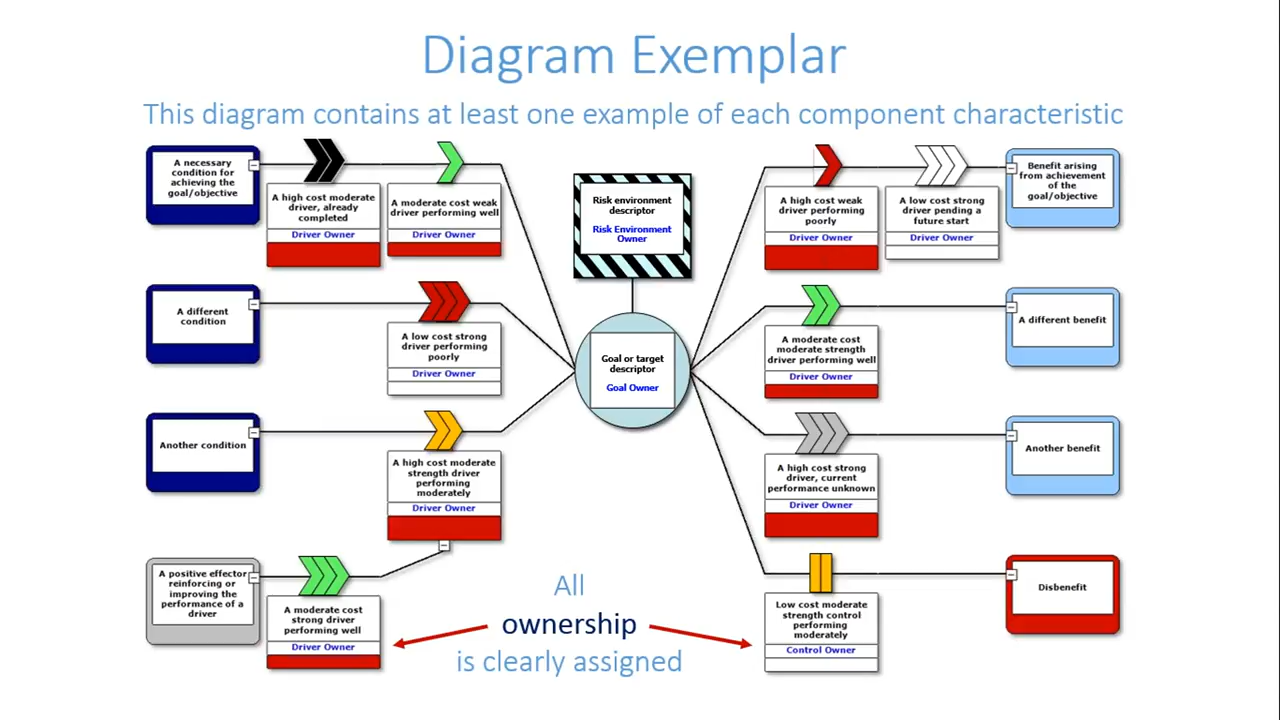 Diagram Exemplar
This diagram contains at least one example of each component characteristic
A necessary
condition for
achieving the
goal/objective
A high cost moderate
driver, already
completed
Driver Owner
A moderate cost weak
driver performing well
Driver Owner
Risk environment
descriptor
Risk Environment
Owner
A high cost weak
driver performing
poorly
Driver Owner
A low cost strong
driver pending a
future start
Driver Owner
Benefit arising
from achievement
of the
goal/objective
A different
condition
A low cost strong
driver performing
poorly
Driver Owner
Goal or target
descriptor
Goal Owner
A moderate cost
moderate strength
driver performing well
Driver Owner
A different benefit
Another condition
A high cost moderate
strength driver
performing
moderately
Driver Owner
A high cost strong
driver, current
performance unknown
Driver Owner
Another benefit
A positive effector
reinforcing or
improving the
performance of a
driver
A moderate cost
strong driver
performing well
Driver Owner
All
ownership
is clearly assigned
Low cost moderate
strength control
performing
moderately
Control Owner
Disbenefit